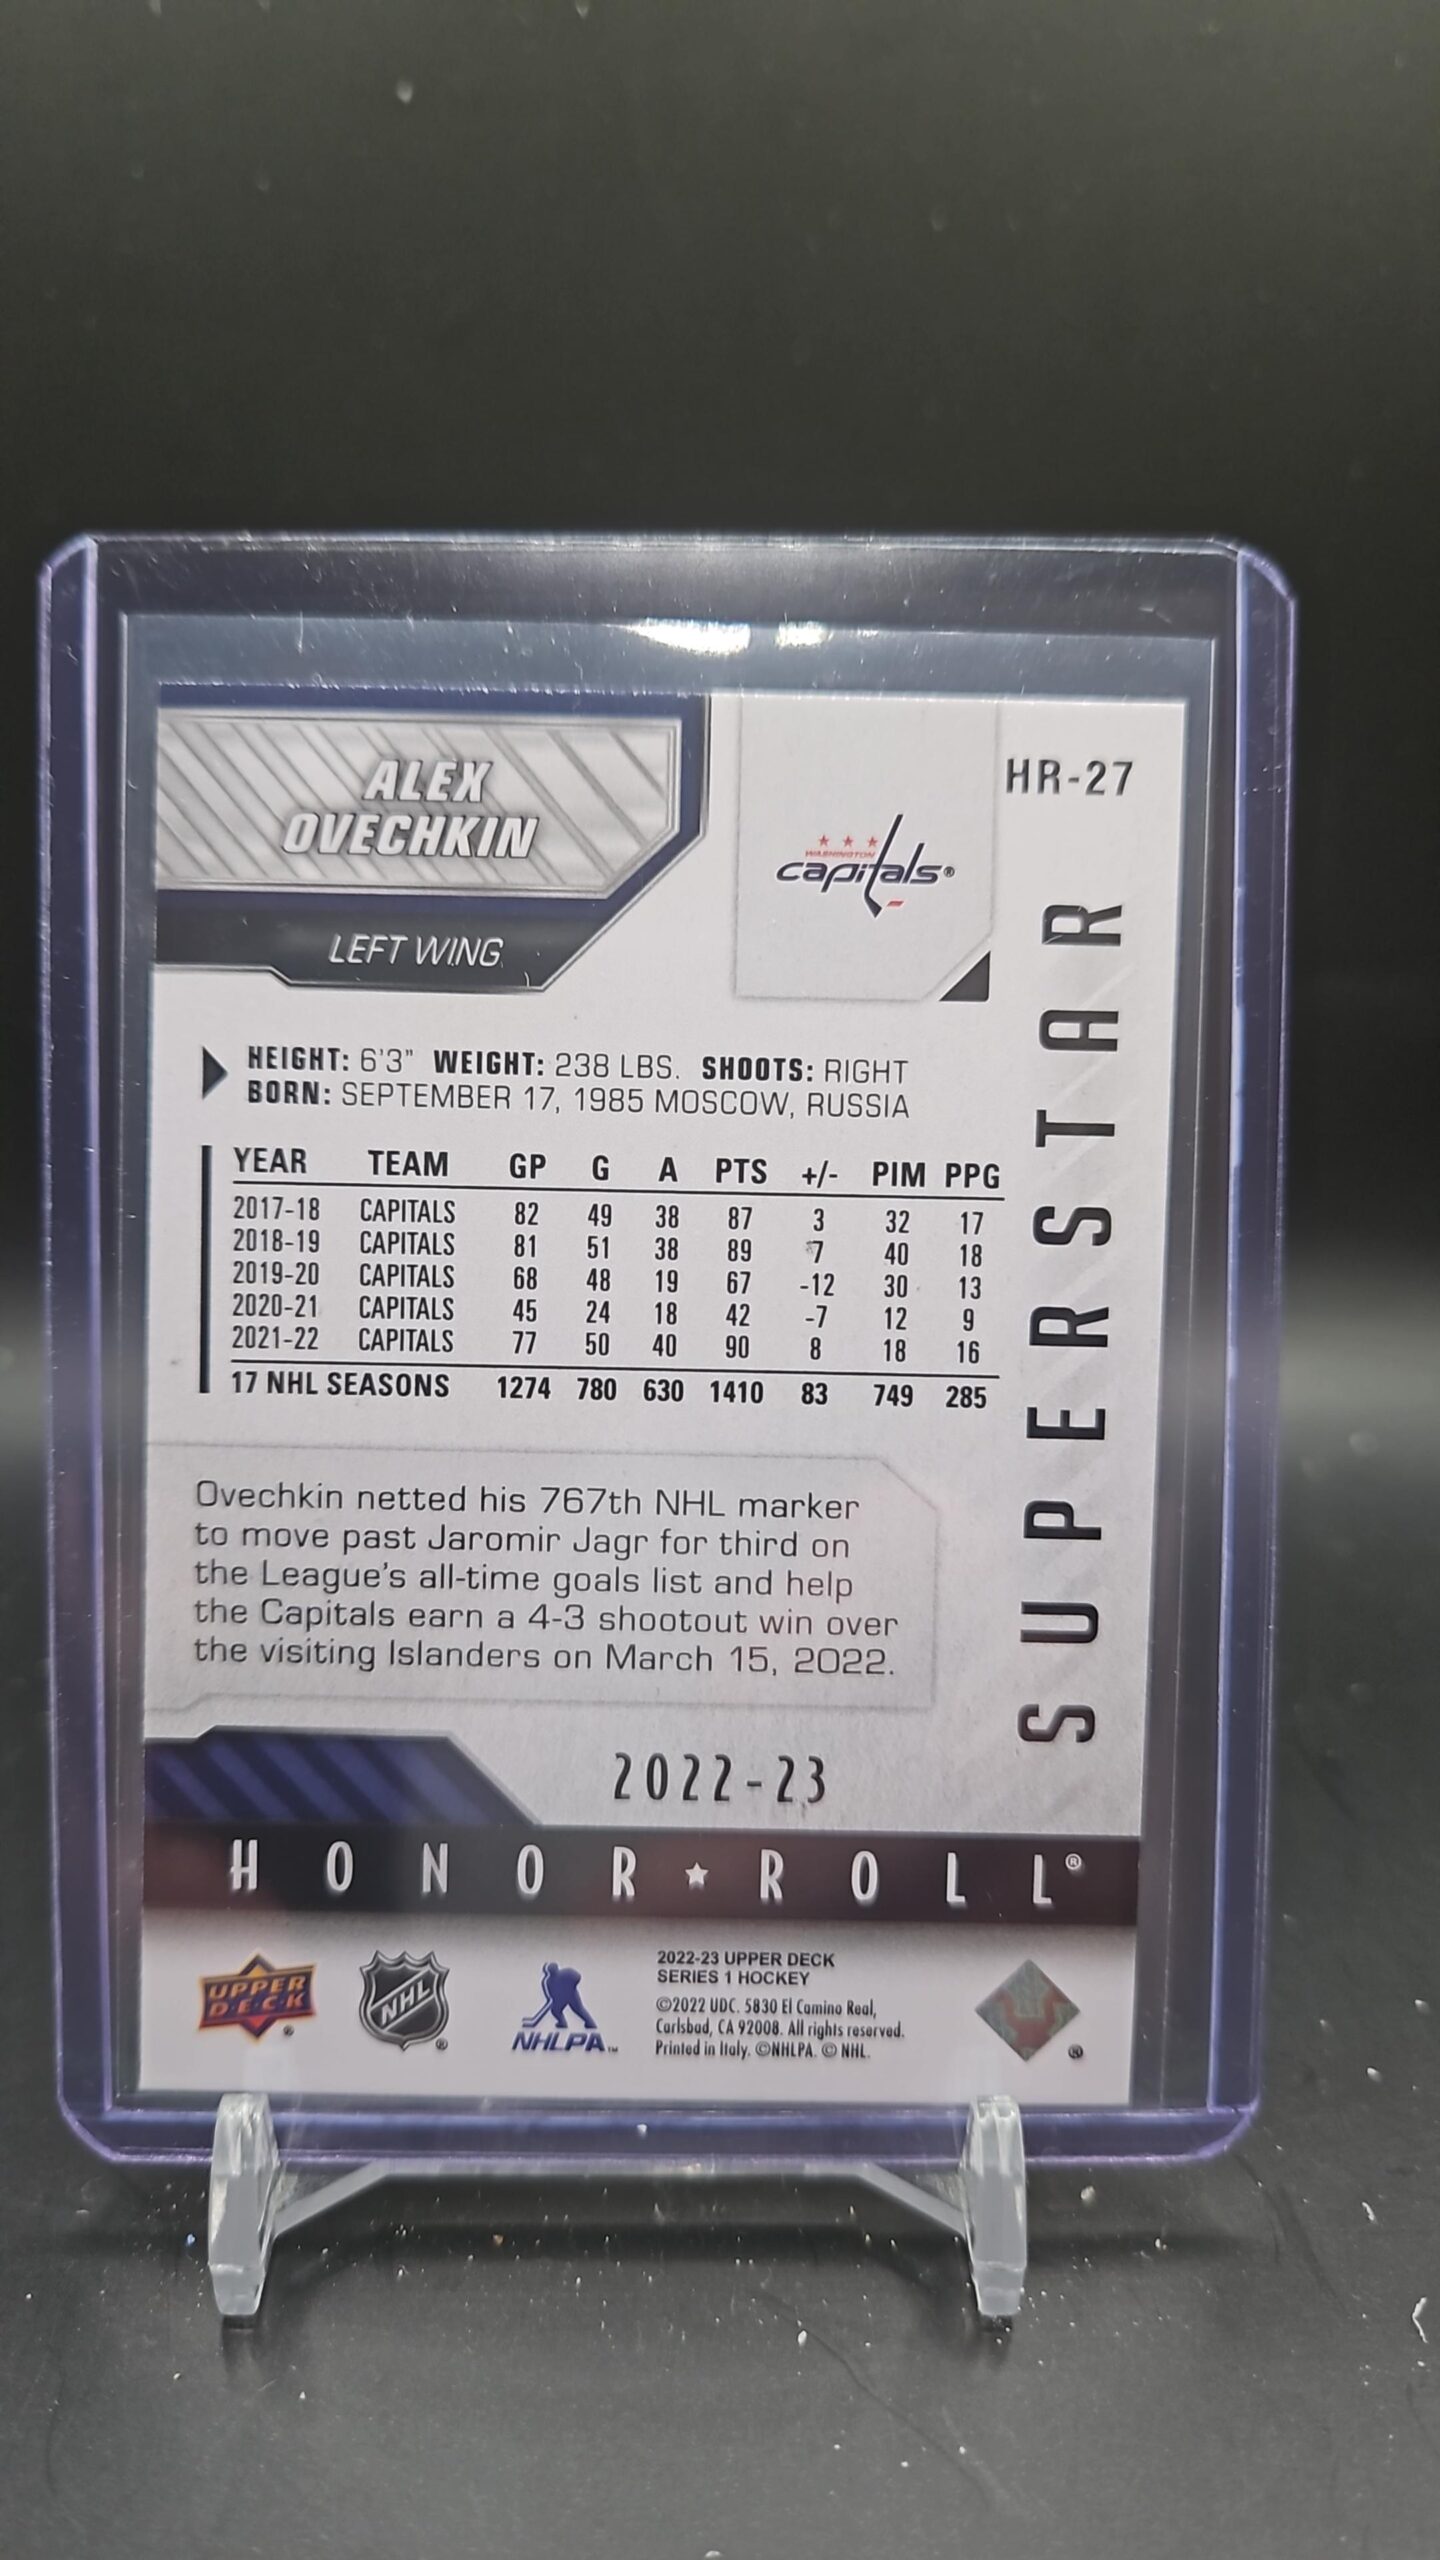 ALEX
OVECHKIN
LEFT WING
WASHINGTON
capitals®
HR-27
SUPERSTAR
HEIGHT: 6'3" WEIGHT: 238 LBS. SHOOTS: RIGHT
BORN: SEPTEMBER 17, 1985 MOSCOW, RUSSIA
YEAR TEAM GP G A PTS +/- PIM PPG
2017-18 CAPITALS 82 49 38 87 3 32 17
2018-19 CAPITALS 81 51 38 89 7 40 18
2019-20 CAPITALS 68 48 19 67 -12 30 13
2020-21 CAPITALS 45 24 18 42 -7 12 9
2021-22 CAPITALS 77 50 40 90 8 18 16
17 NHL SEASONS 1274 780 630 1410 83 749 285
Ovechkin netted his 767th NHL marker
to move past Jaromir Jagr for third on
the League's all-time goals list and help
the Capitals earn a 4-3 shootout win over
the visiting Islanders on March 15, 2022.
2022-23
HONOR★ROLL®
UPPER
DECK®
NHL®
NHLPA™
2022-23 UPPER DECK
SERIES 1 HOCKEY
©2022 UDC. 5830 El Camino Real,
Carlsbad, CA 92008. All rights reserved.
Printed in Italy. ©NHLPA. © NHL.
®